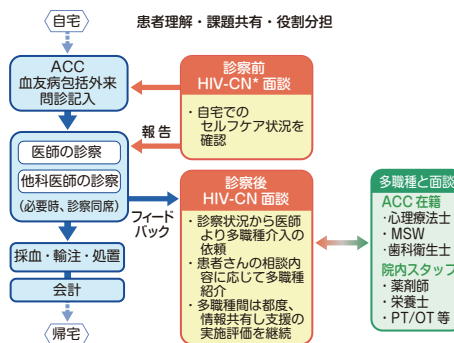 自宅
患者理解・課題共有・役割分担
ACC
血友病包括外来
問診記入
診察前
HIV-CN* 面談
・自宅での
セルフケア状況を
確認
報告
医師の診察
他科医師の診察
(必要時、診察同席)
フィード
バック
診察後
HIV-CN 面談
・診察状況から医師
より多職種介入の
依頼
・患者さんの相談内
容に応じて多職種
紹介
・多職種間は都度、
情報共有し支援の
実施評価を継続
多職種と面談
ACC 在籍
・心理療法士
・MSW
・歯科衛生士
院内スタッフ
・薬剤師
・栄養士
・PT/OT 等
採血・輸注・処置
会計
帰宅